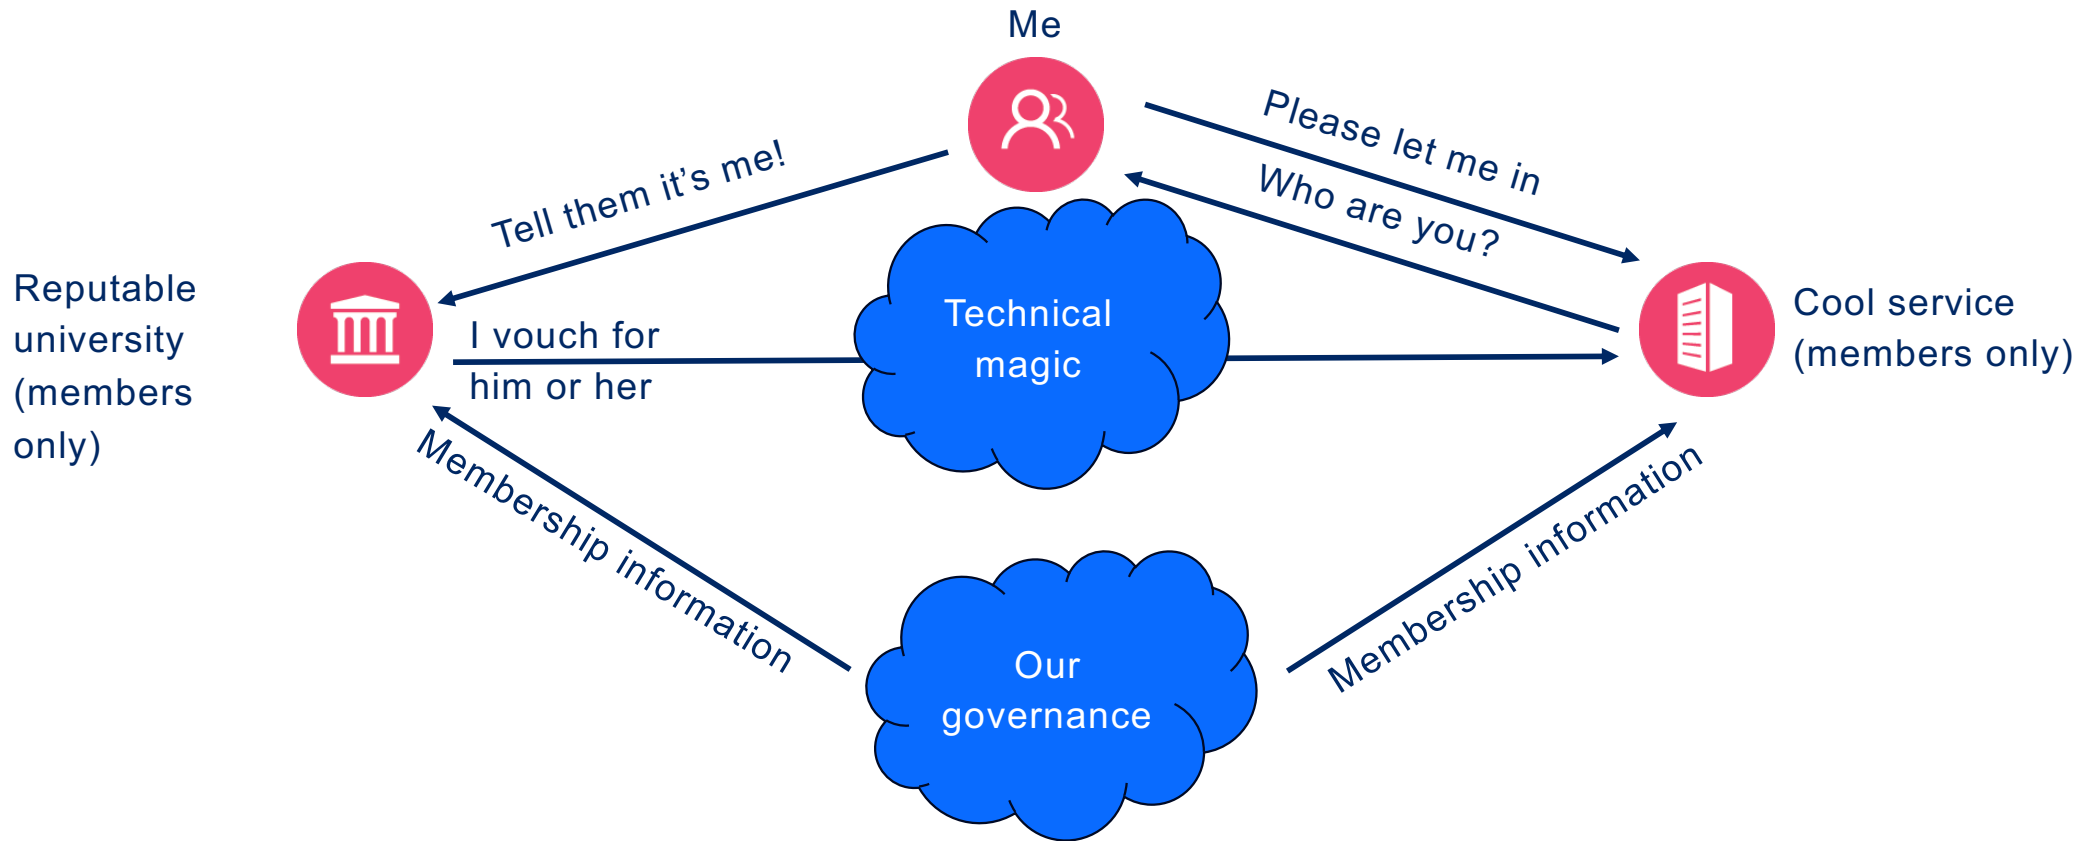 Me
Please let me in
Who are you?
Tell them it’s me!
Reputable
university
(members
only)
I vouch for
him or her
Technical
magic
Cool service
(members only)
Membership information
Membership information
Our
governance